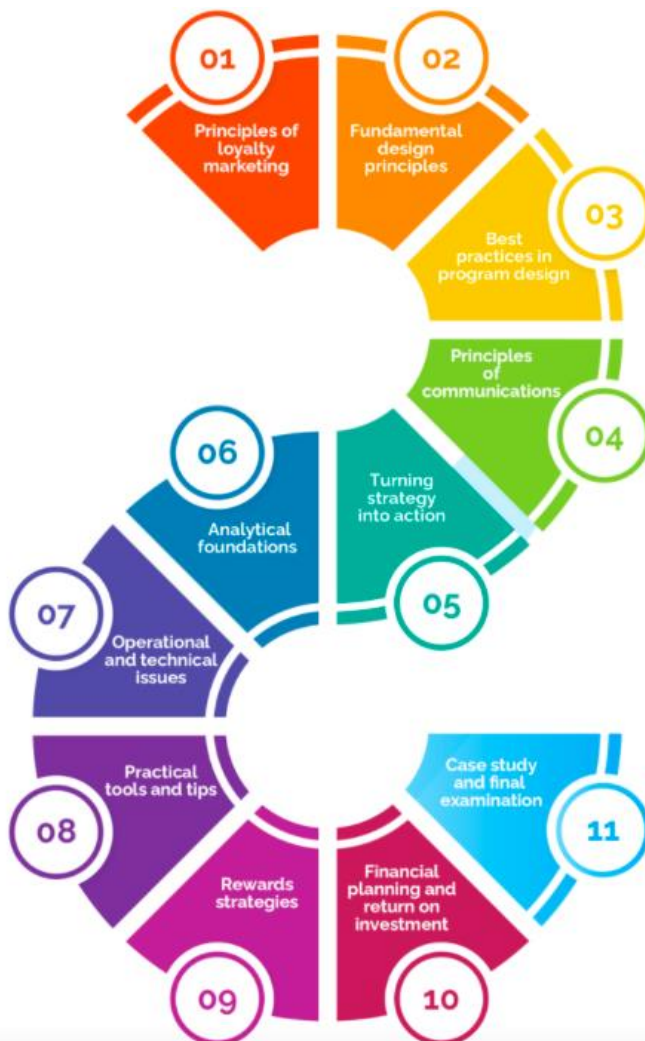 01
Principles of
loyalty
marketing
02
Fundamental
design
principles
03
Best
practices in
program design
04
Principles
of
communications
05
Turning
strategy
into action
06
Analytical
foundations
07
Operational
and technical
issues
08
Practical
tools and tips
09
Rewards
strategies
10
Financial
planning and
return on
investment
11
Case study
and final
examination